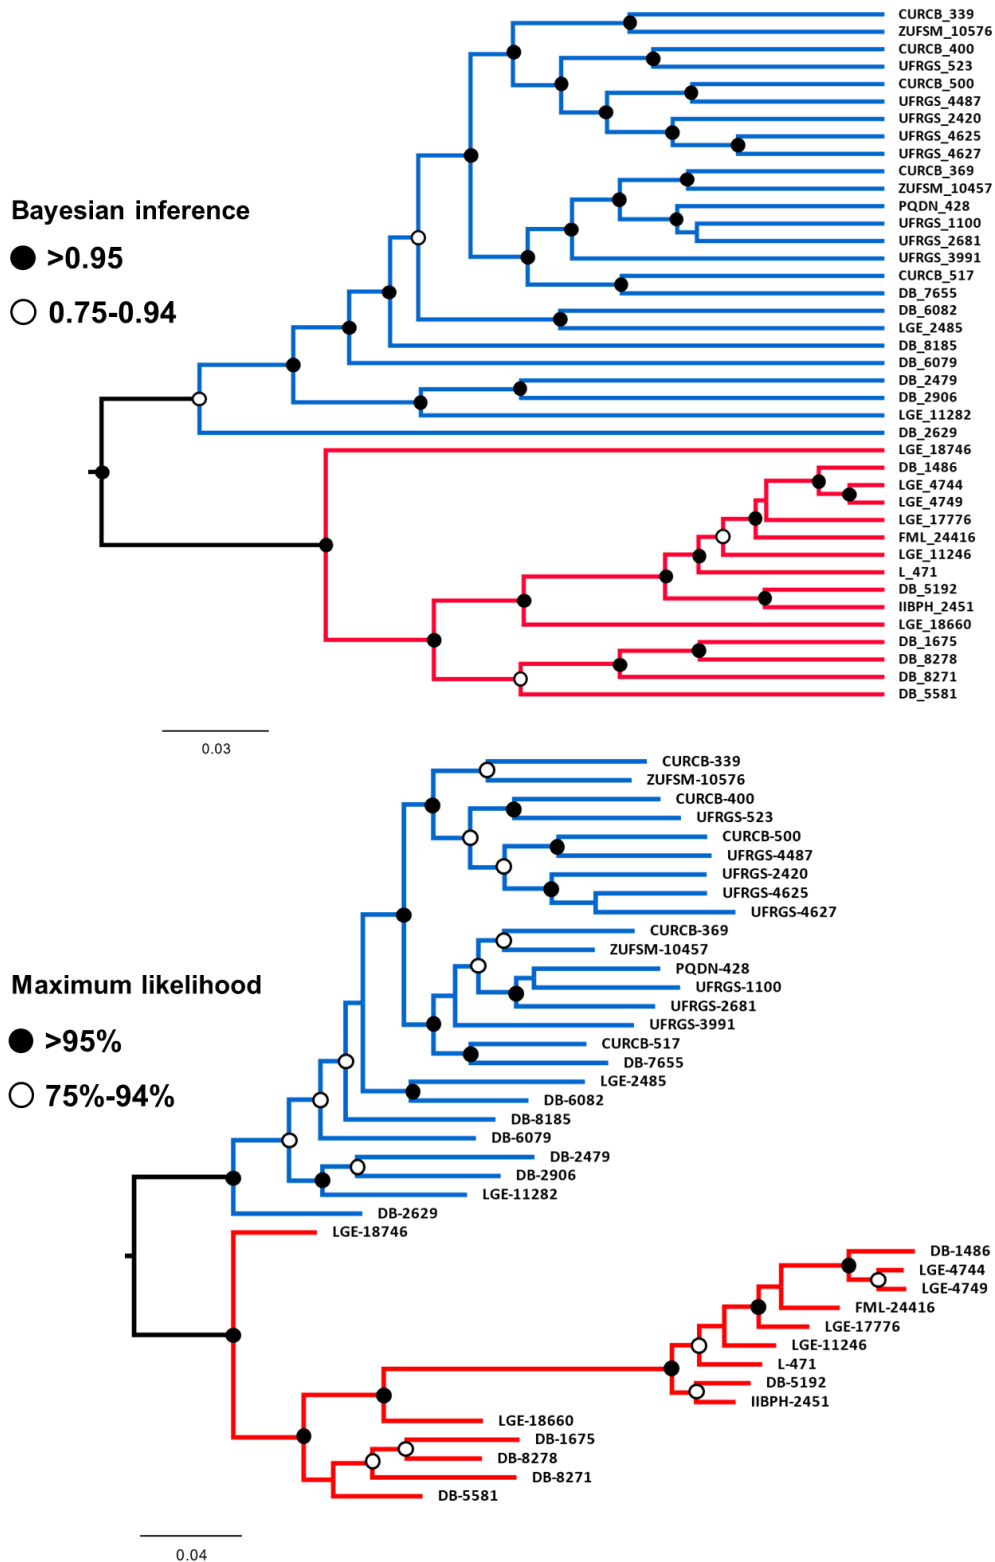 CURCB_339
ZUFSM_10576
CURCB_400
UFRGS_523
CURCB_500
UFRGS_4487
UFRGS_2420
UFRGS_4625
UFRGS_4627
CURCB_369
ZUFSM_10457
PQDN_428
UFRGS_1100
UFRGS_2681
UFRGS_3991
CURCB_517
DB_7655
DB_6082
LGE_2485
DB_8185
DB_6079
DB_2479
DB_2906
LGE_11282
DB_2629
LGE_18746
DB_1486
LGE_4744
LGE_4749
LGE_17776
FML_24416
LGE_11246
L_471
DB_5192
IIBPH_2451
LGE_18660
DB_1675
DB_8278
DB_8271
DB_5581
Bayesian inference
>0.95
0.75-0.94
0.03
CURCB-339
ZUFSM-10576
CURCB-400
UFRGS-523
CURCB-500
UFRGS-4487
UFRGS-2420
UFRGS-4625
UFRGS-4627
CURCB-369
ZUFSM-10457
PQDN-428
UFRGS-1100
UFRGS-2681
UFRGS-3991
CURCB-517
DB-7655
LGE-2485
DB-6082
DB-8185
DB-6079
DB-2479
DB-2906
LGE-11282
DB-2629
LGE-18746
DB-1486
LGE-4744
LGE-4749
FML-24416
LGE-17776
LGE-11246
L-471
DB-5192
IIBPH-2451
LGE-18660
DB-1675
DB-8278
DB-8271
DB-5581
Maximum likelihood
>95%
75%-94%
0.04